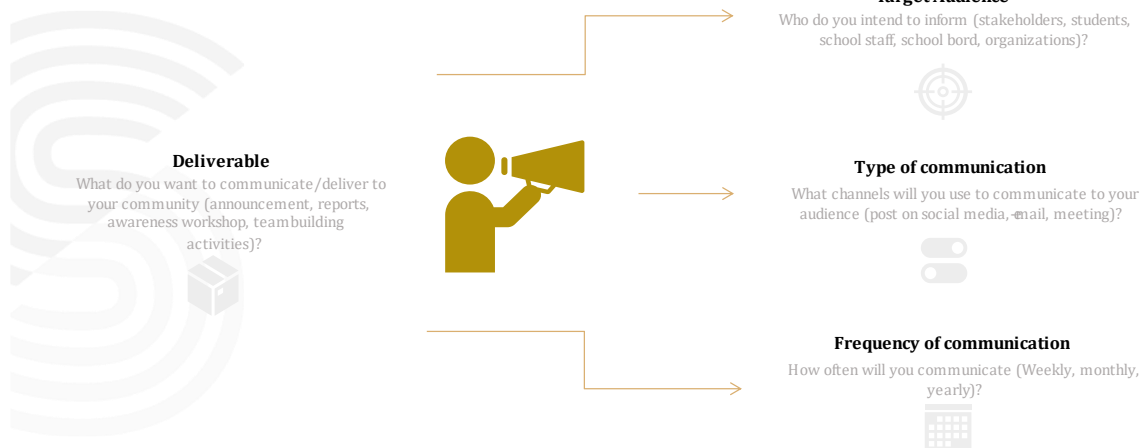 Target Audience
Who do you intend to inform (stakeholders, students,
school staff, school bord, organizations)?
Deliverable
What do you want to communicate/deliver to
your community (announcement, reports,
awareness workshop, teambuilding
activities)?
Type of communication
What channels will you use to communicate to your
audience (post on social media, e-mail, meeting)?
Frequency of communication
How often will you communicate (Weekly, monthly,
yearly)?